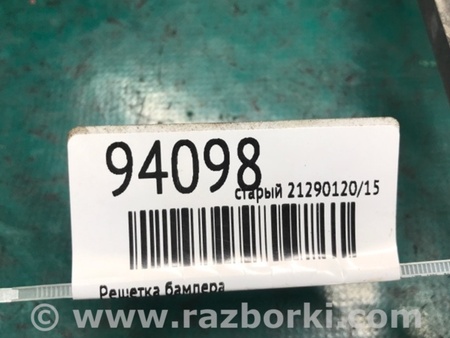 94098
старый 21290120/15
Решетка бампера
www.razborki.com